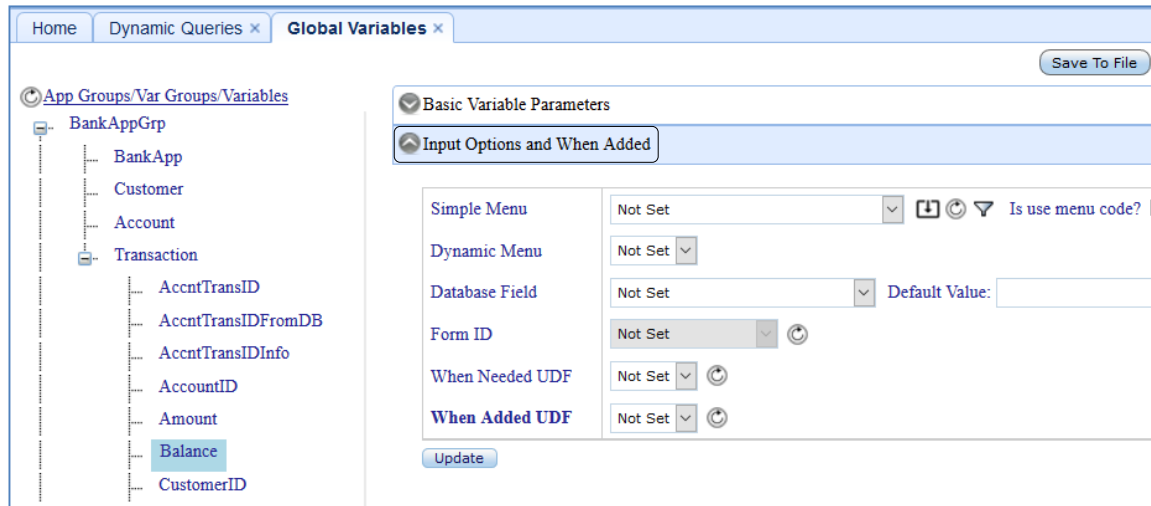 Home Dynamic Queries × Global Variables ×
Save To File
App Groups/Var Groups/Variables
BankAppGrp
BankApp
Customer
Account
Transaction
AccntTransID
AccntTransIDFromDB
AccntTransIDInfo
AccountID
Amount
Balance
CustomerID
Basic Variable Parameters
Input Options and When Added
Simple Menu Not Set Is use menu code?
Dynamic Menu Not Set
Database Field Not Set Default Value:
Form ID Not Set
When Needed UDF Not Set
When Added UDF Not Set
Update